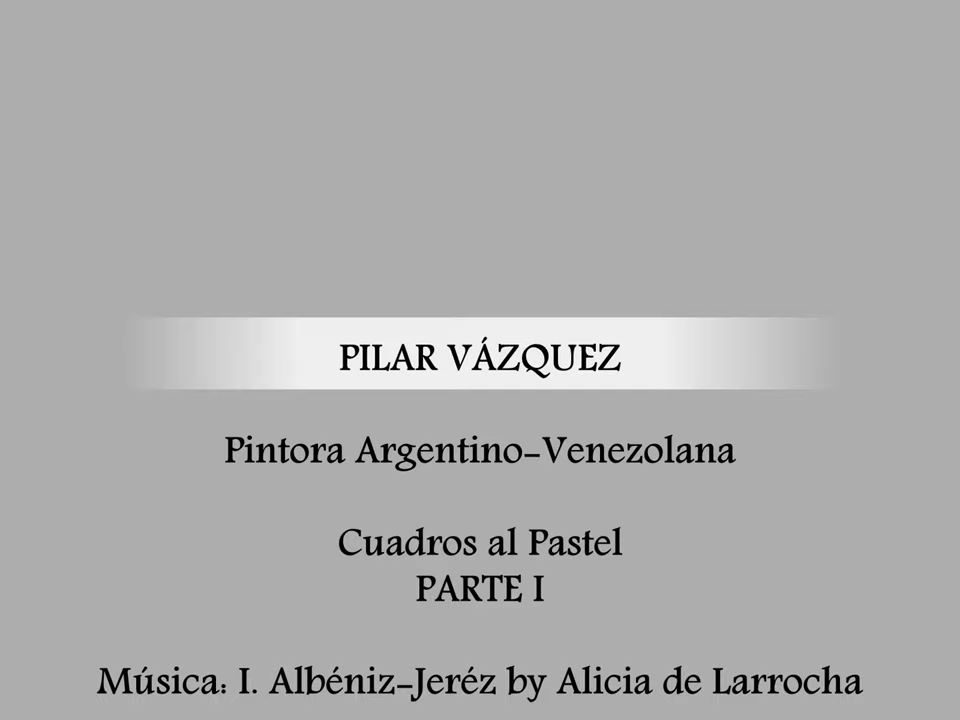 PILAR VÁZQUEZ
Pintora Argentino-Venezolana
Cuadros al Pastel
PARTE I
Música: I. Albéniz-Jeréz by Alicia de Larrocha